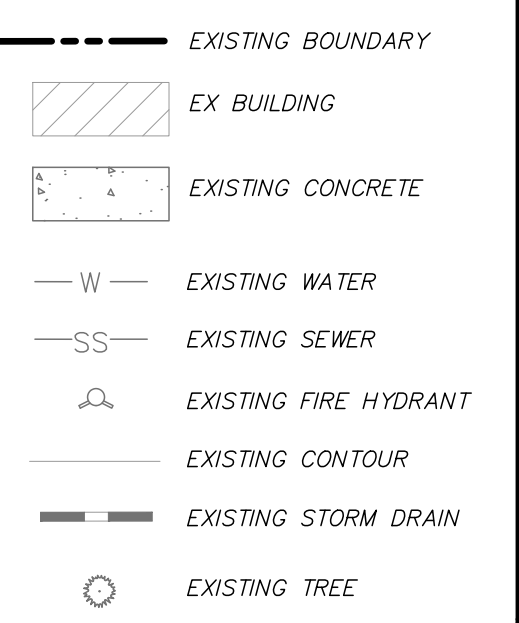 EXISTING BOUNDARY
EX BUILDING
EXISTING CONCRETE
W EXISTING WATER
SS EXISTING SEWER
EXISTING FIRE HYDRANT
EXISTING CONTOUR
EXISTING STORM DRAIN
EXISTING TREE